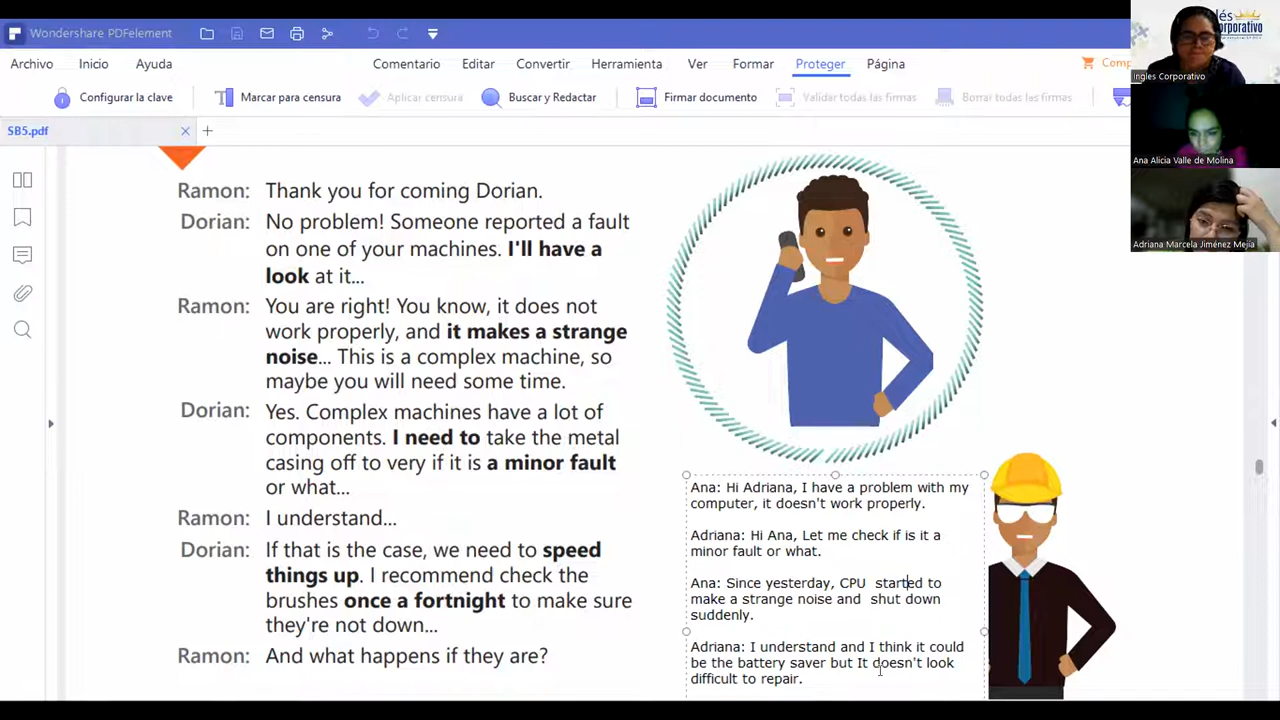 Wondershare PDFelement
Archivo Inicio Ayuda Comentario Editar Convertir Herramienta Ver Formar Proteger Página
Configurar la clave Marcar para censura Aplicar censura Buscar y Redactar Firmar documento Validar todas las firmas Borrar todas las firmas
SB5.pdf
Ramon: Thank you for coming Dorian.
Dorian: No problem! Someone reported a fault
on one of your machines. I'll have a
look at it...
Ramon: You are right! You know, it does not
work properly, and it makes a strange
noise... This is a complex machine, so
maybe you will need some time.
Dorian: Yes. Complex machines have a lot of
components. I need to take the metal
casing off to very if it is a minor fault
or what...
Ramon: I understand...
Dorian: If that is the case, we need to speed
things up. I recommend check the
brushes once a fortnight to make sure
they're not down...
Ramon: And what happens if they are?
Ana: Hi Adriana, I have a problem with my
computer, it doesn't work properly.
Adriana: Hi Ana, Let me check if is it a
minor fault or what.
Ana: Since yesterday, CPU started to
make a strange noise and shut down
suddenly.
Adriana: I understand and I think it could
be the battery saver but It doesn't look
difficult to repair.
Ingles Corporativo
Ana Alicia Valle de Molina
Adriana Marcela Jiménez Mejía